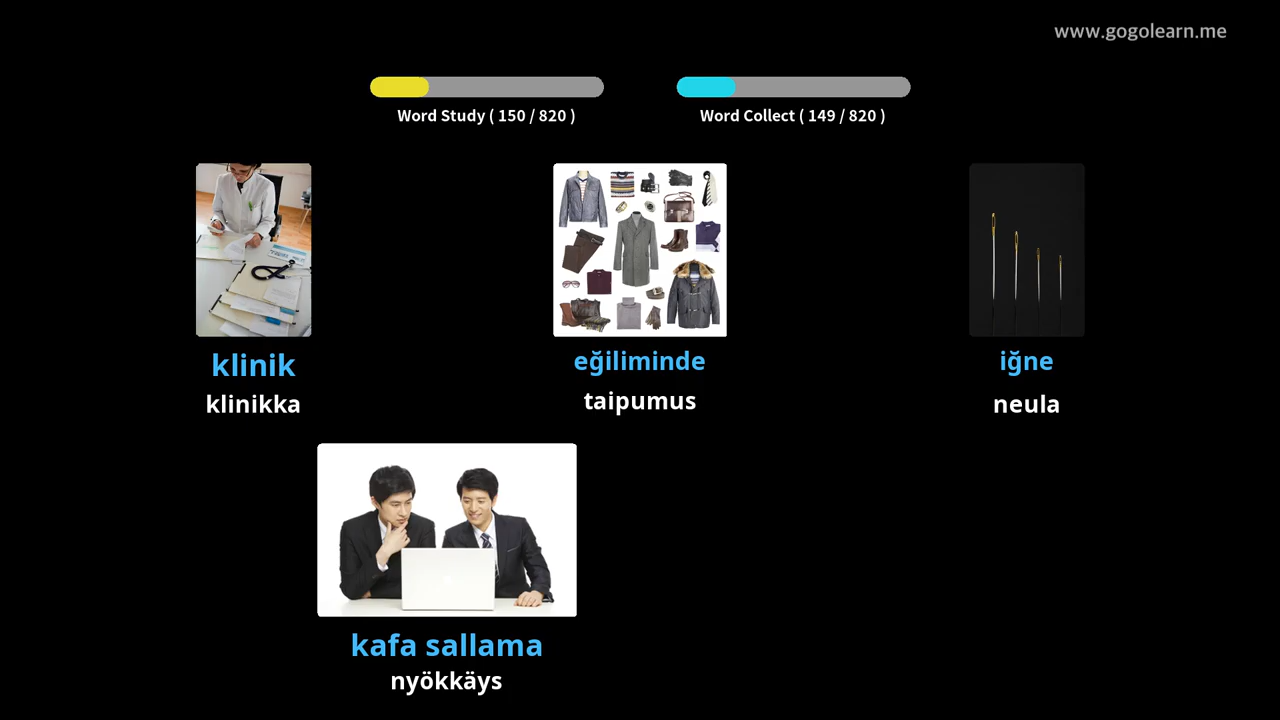 www.gogolearn.me
Word Study ( 150 / 820 )
Word Collect ( 149 / 820 )
klinik
klinikka
eğiliminde
taipumus
iğne
neula
kafa sallama
nyökkäys